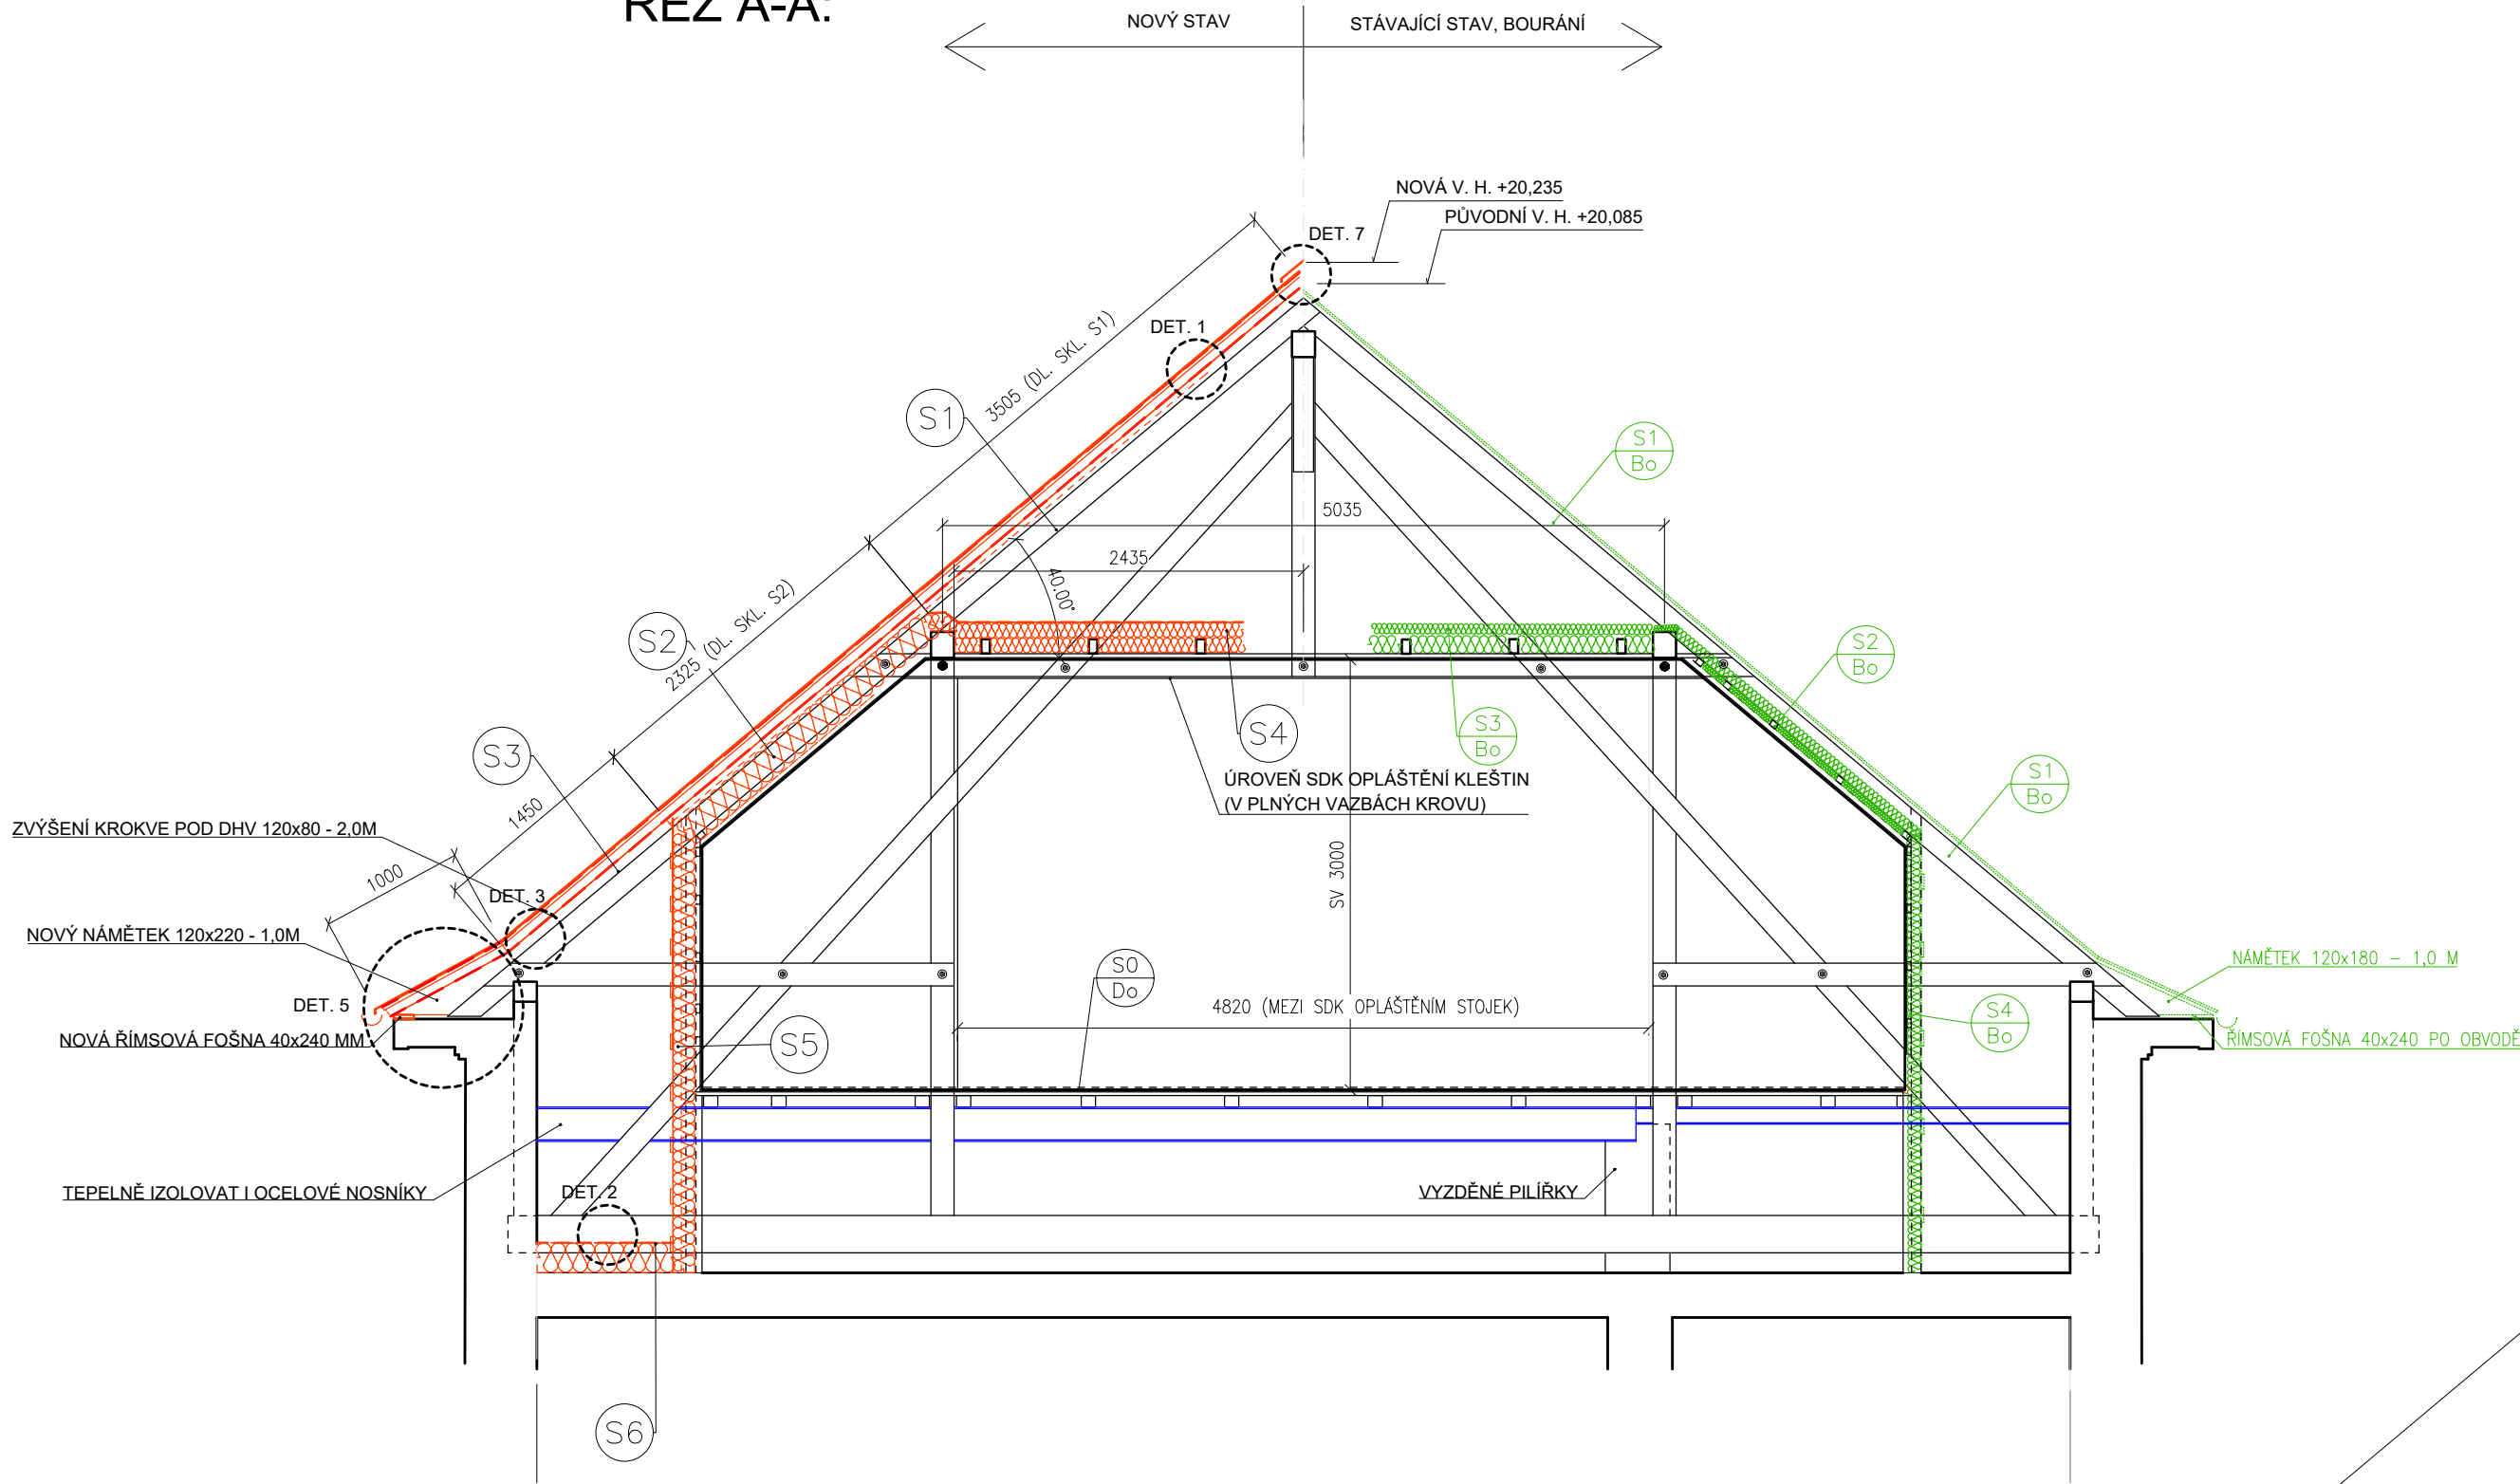 ŘEZ A-A:
NOVÝ STAV
STÁVAJÍCÍ STAV, BOURÁNÍ
NOVÁ V. H. +20,235
PŮVODNÍ V. H. +20,085
DET. 7
DET. 1
3505 (DL. SKL. S1)
S1
S1
Bo
5035
2435
40.00°
2325 (DL. SKL. S2)
S2
S2
Bo
S3
S4
S3
Bo
S1
Bo
ÚROVEŇ SDK OPLÁŠTĚNÍ KLEŠTIN
(V PLNÝCH VAZBÁCH KROVU)
1450
ZVÝŠENÍ KROKVE POD DHV 120x80 - 2,0M
1000
SV 3000
DET. 3
NOVÝ NÁMĚTEK 120x220 - 1,0M
NÁMĚTEK 120x180 – 1,0 M
S0
Do
DET. 5
4820 (MEZI SDK OPLÁŠTĚNÍM STOJEK)
S4
Bo
NOVÁ ŘÍMSOVÁ FOŠNA 40x240 MM
S5
ŘÍMSOVÁ FOŠNA 40x240 PO OBVODĚ
TEPELNĚ IZOLOVAT I OCELOVÉ NOSNÍKY
DET. 2
VYZDĚNÉ PILÍŘKY
S6